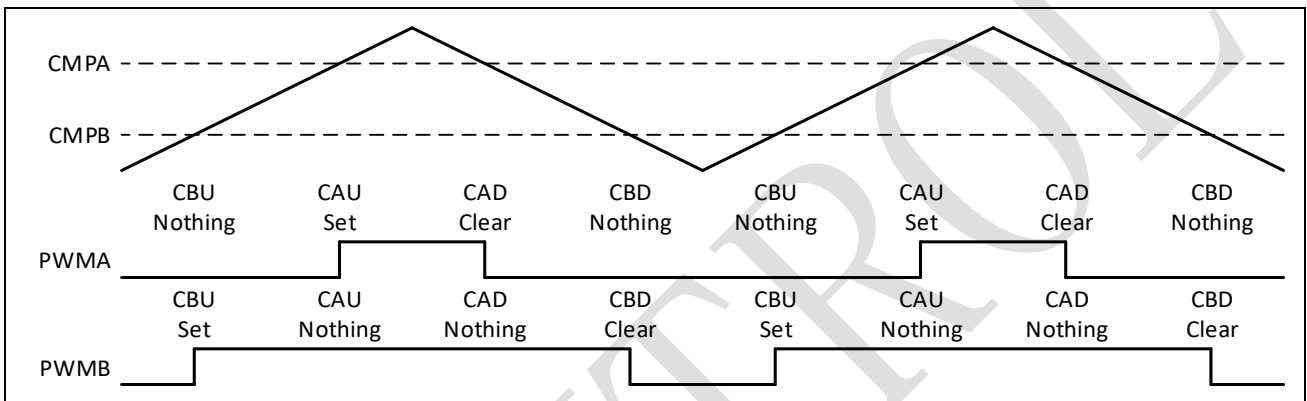 CMPA
CMPB
CBU CAU CAD CBD CBU CAU CAD CBD
Nothing Set Clear Nothing Nothing Set Clear Nothing
PWMA
CBU CAU CAD CBD CBU CAU CAD CBD
Set Nothing Nothing Clear Set Nothing Nothing Clear
PWMB